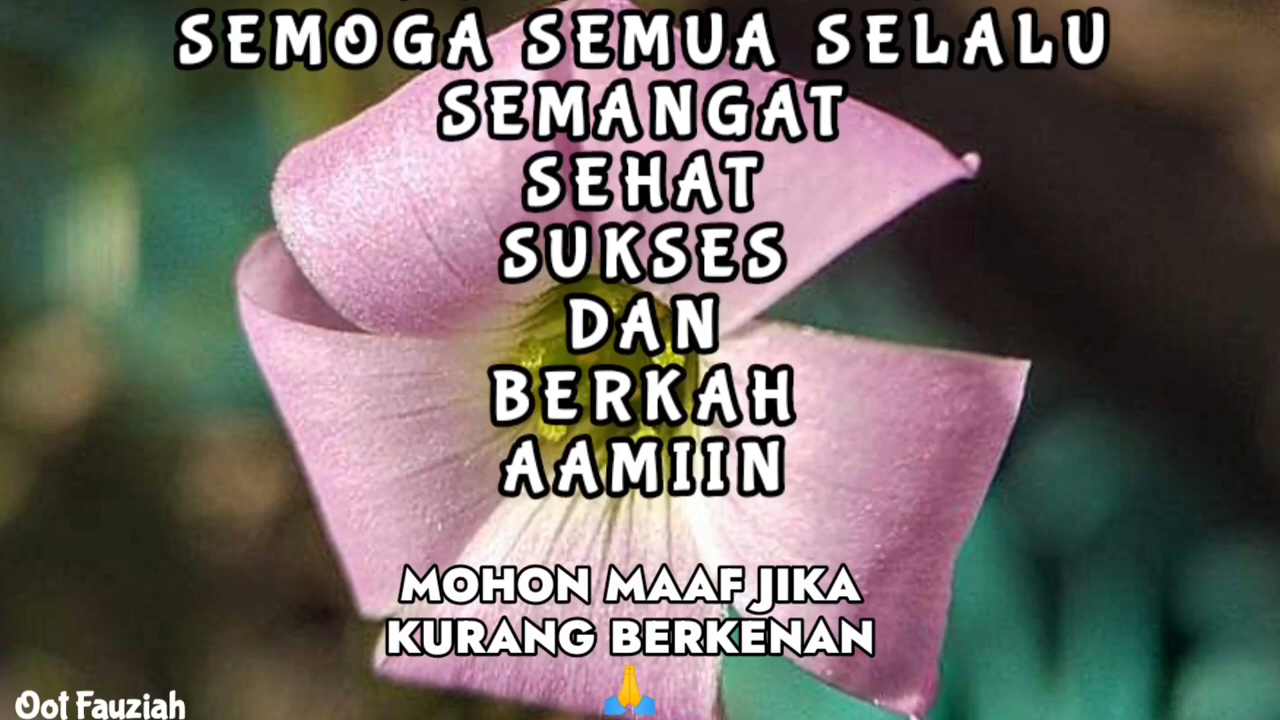 SEMOGA SEMUA SELALU
SEMANGAT
SEHAT
SUKSES
DAN
BERKAH
AAMIIN
MOHON MAAF JIKA
KURANG BERKENAN
🙏
Oot Fauziah